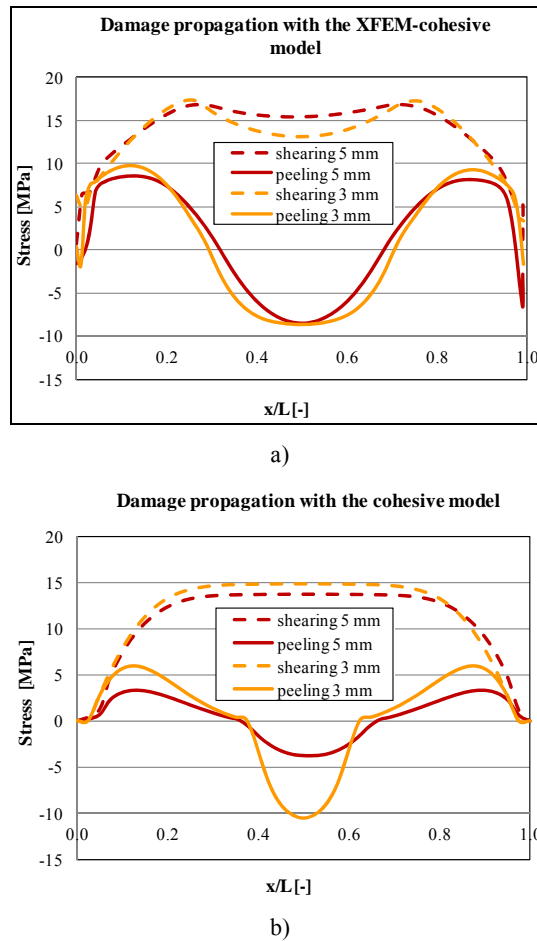 Damage propagation with the XFEM-cohesive
model
20
15
10
5
0
-5
-10
-15
Stress [MPa]
shearing 5 mm
peeling 5 mm
shearing 3 mm
peeling 3 mm
0.0 0.2 0.4 0.6 0.8 1.0
x/L[-]
a)
Damage propagation with the cohesive model
20
15
10
5
0
-5
-10
-15
Stress [MPa]
shearing 5 mm
peeling 5 mm
shearing 3 mm
peeling 3 mm
0.0 0.2 0.4 0.6 0.8 1.0
x/L[-]
b)